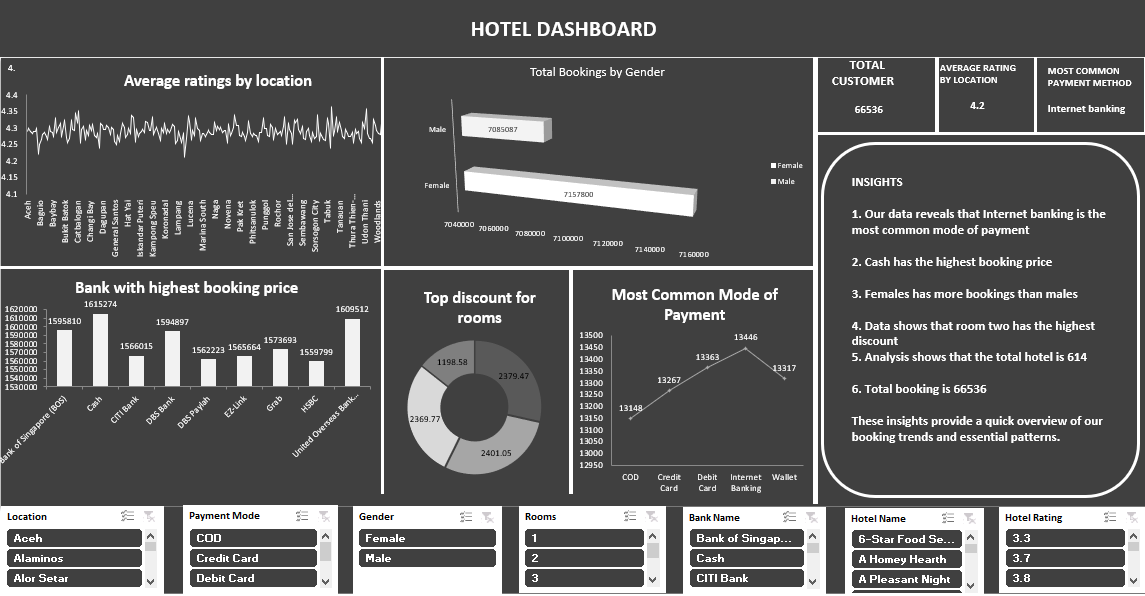 HOTEL DASHBOARD
4.
Average ratings by location
4.4
4.35
4.3
4.25
4.2
4.15
4.1
Aceh
Baguio
Baybay
Bukit Batok
Catbalogan
Changi Bay
Dagupan
General Santos
Hat Yai
Iskandar Puteri
Kampong Speu
Koronadal
Lampang
Lucena
Marina South
Naga
Novena
Pak Kret
Phitsanulok
Punggol
Rochor
San Jose del…
Sembawang
Sorsogon City
Tabuk
Tanauan
Thura Thien-…
Udon Thani
Woodlands
Total Bookings by Gender
Male
7085087
Female
7157800
7040000
7060000
7080000
7100000
7120000
7140000
7160000
Female
Male
TOTAL
CUSTOMER
66536
AVERAGE RATING
BY LOCATION
4.2
MOST COMMON
PAYMENT METHOD
Internet banking
INSIGHTS
1. Our data reveals that Internet banking is the
most common mode of payment
2. Cash has the highest booking price
3. Females has more bookings than males
4. Data shows that room two has the highest
discount
5. Analysis shows that the total hotel is 614
6. Total booking is 66536
These insights provide a quick overview of our
booking trends and essential patterns.
Bank with highest booking price
1620000
1610000
1600000
1590000
1580000
1570000
1560000
1550000
1540000
1530000
1595810
1615274
1566015
1594897
1562223
1565664
1573693
1559799
1609512
Bank of Singapore (BOS)
Cash
CITI Bank
DBS Bank
DBS Paylah
EZ-Link
Grab
HSBC
United Overseas Bank…
Top discount for
rooms
1198.58
2379.47
2369.77
2401.05
Most Common Mode of
Payment
13500
13450
13400
13350
13300
13250
13200
13150
13100
13050
13000
12950
13148
13267
13363
13446
13317
COD
Credit
Card
Debit
Card
Internet
Banking
Wallet
Location
Aceh
Alaminos
Alor Setar
Payment Mode
COD
Credit Card
Debit Card
Gender
Female
Male
Rooms
1
2
3
Bank Name
Bank of Singap...
Cash
CITI Bank
Hotel Name
6-Star Food Se...
A Homey Hearth
A Pleasant Night
Hotel Rating
3.3
3.7
3.8